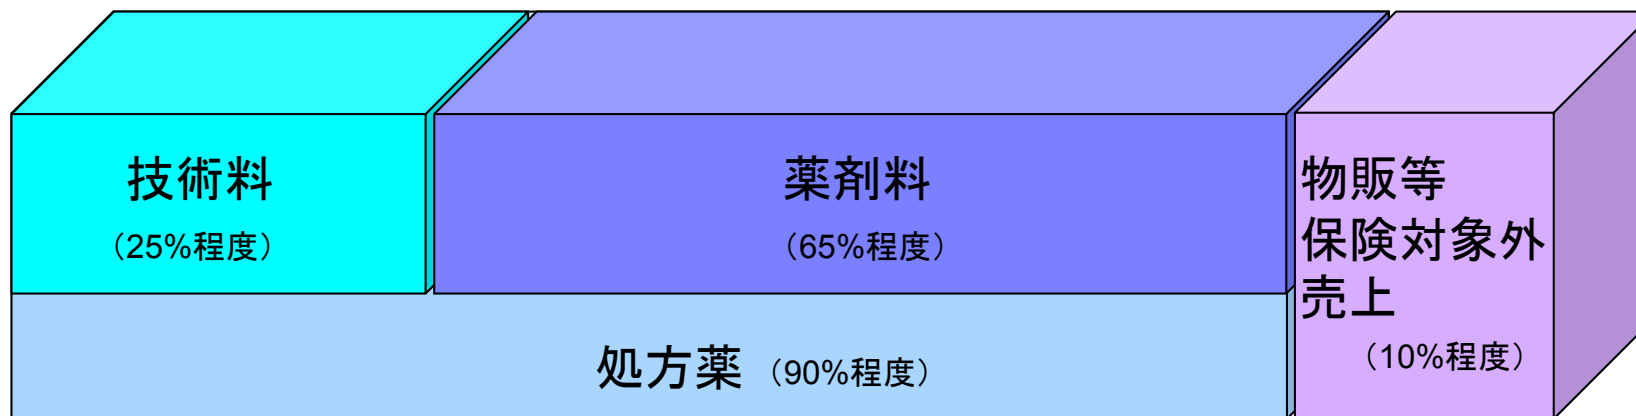 技術料
（25%程度）
薬剤料
（65%程度）
物販等
保険対象外
売上
（10%程度）
処方薬（90%程度）